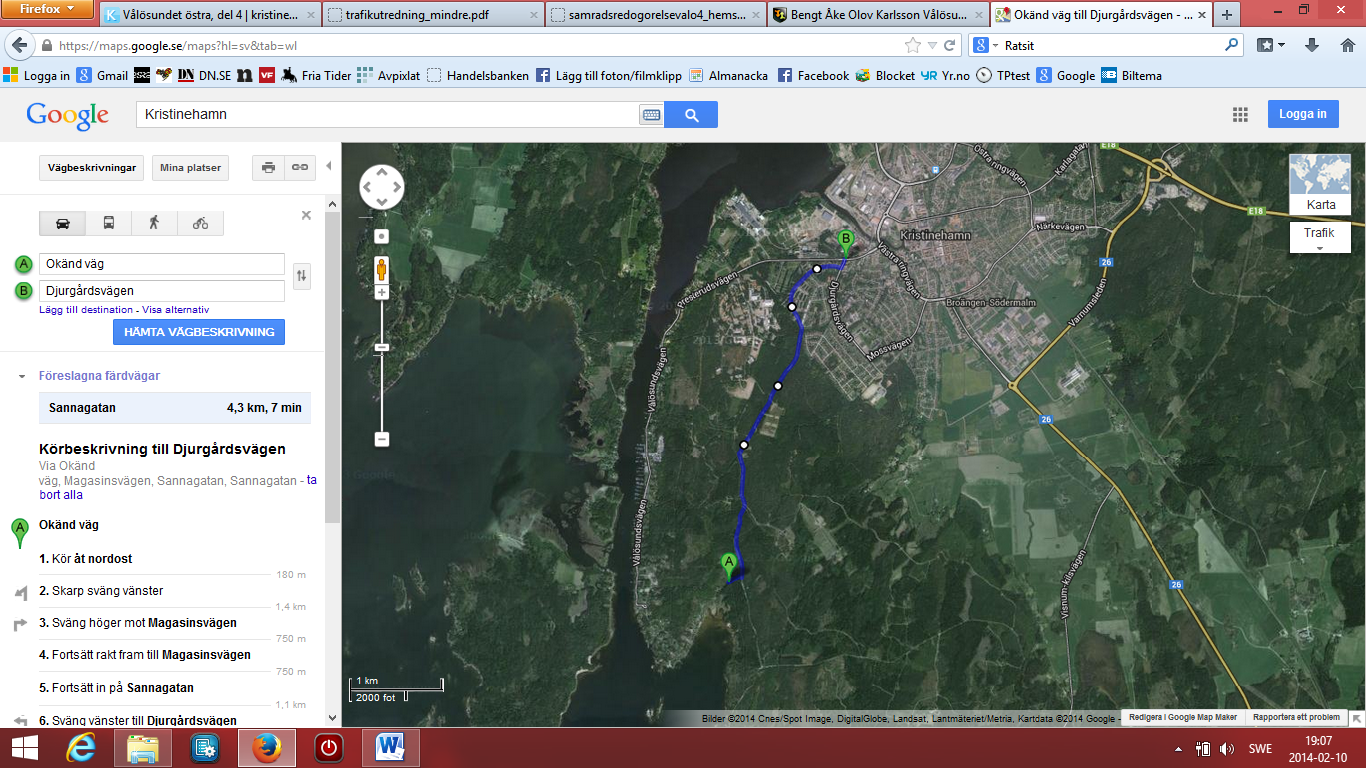 Firefox
Vålösundet östra, del 4 | kristine...
trafikutredning_mindre.pdf
samradsredogorelsevalo4_hems...
Bengt Åke Olov Karlsson Vålösu...
Okänd väg till Djurgårdsvägen - ...
https://maps.google.se/maps?hl=sv&tab=wl
Ratsit
Logga in Gmail DN.SE Fria Tider Avpixlat Handelsbanken Lägg till foton/filmklipp Almanacka Facebook Blocket Yr.no TPtest Google Biltema
Google
Kristinehamn
Logga in
Vägbeskrivningar
Mina platser
A Okänd väg
B Djurgårdsvägen
Lägg till destination - Visa alternativ
HÄMTA VÄGBESKRIVNING
Föreslagna färdvägar
Sannagatan 4,3 km, 7 min
Körbeskrivning till Djurgårdsvägen
Via Okänd
väg, Magasinsvägen, Sannagatan, Sannagatan - ta
bort alla
A Okänd väg
1. Kör åt nordost
180 m
2. Skarp sväng vänster
1,4 km
3. Sväng höger mot Magasinsvägen
750 m
4. Fortsätt rakt fram till Magasinsvägen
750 m
5. Fortsätt in på Sannagatan
1,1 km
6. Sväng vänster till Djurgårdsvägen
Östra ringvägen
Karlagatan
E18
E18
Karta
Trafik
B
Kristinehamn
Närkevägen
Västra ringvägen
26
Presterudsvägen
Djurgårdsvägen
Broängen-Södermalm
Varnumsleden
Mossvägen
Vålösundsvägen
26
Vålösundsvägen
A
Visnum-kilsvägen
26
1 km
2000 fot
Bilder ©2014 Cnes/Spot Image, DigitalGlobe, Landsat, Lantmäteriet/Metria, Kartdata ©2014 Google -
Redigera i Google Map Maker
Rapportera ett problem
SWE
19:07
2014-02-10